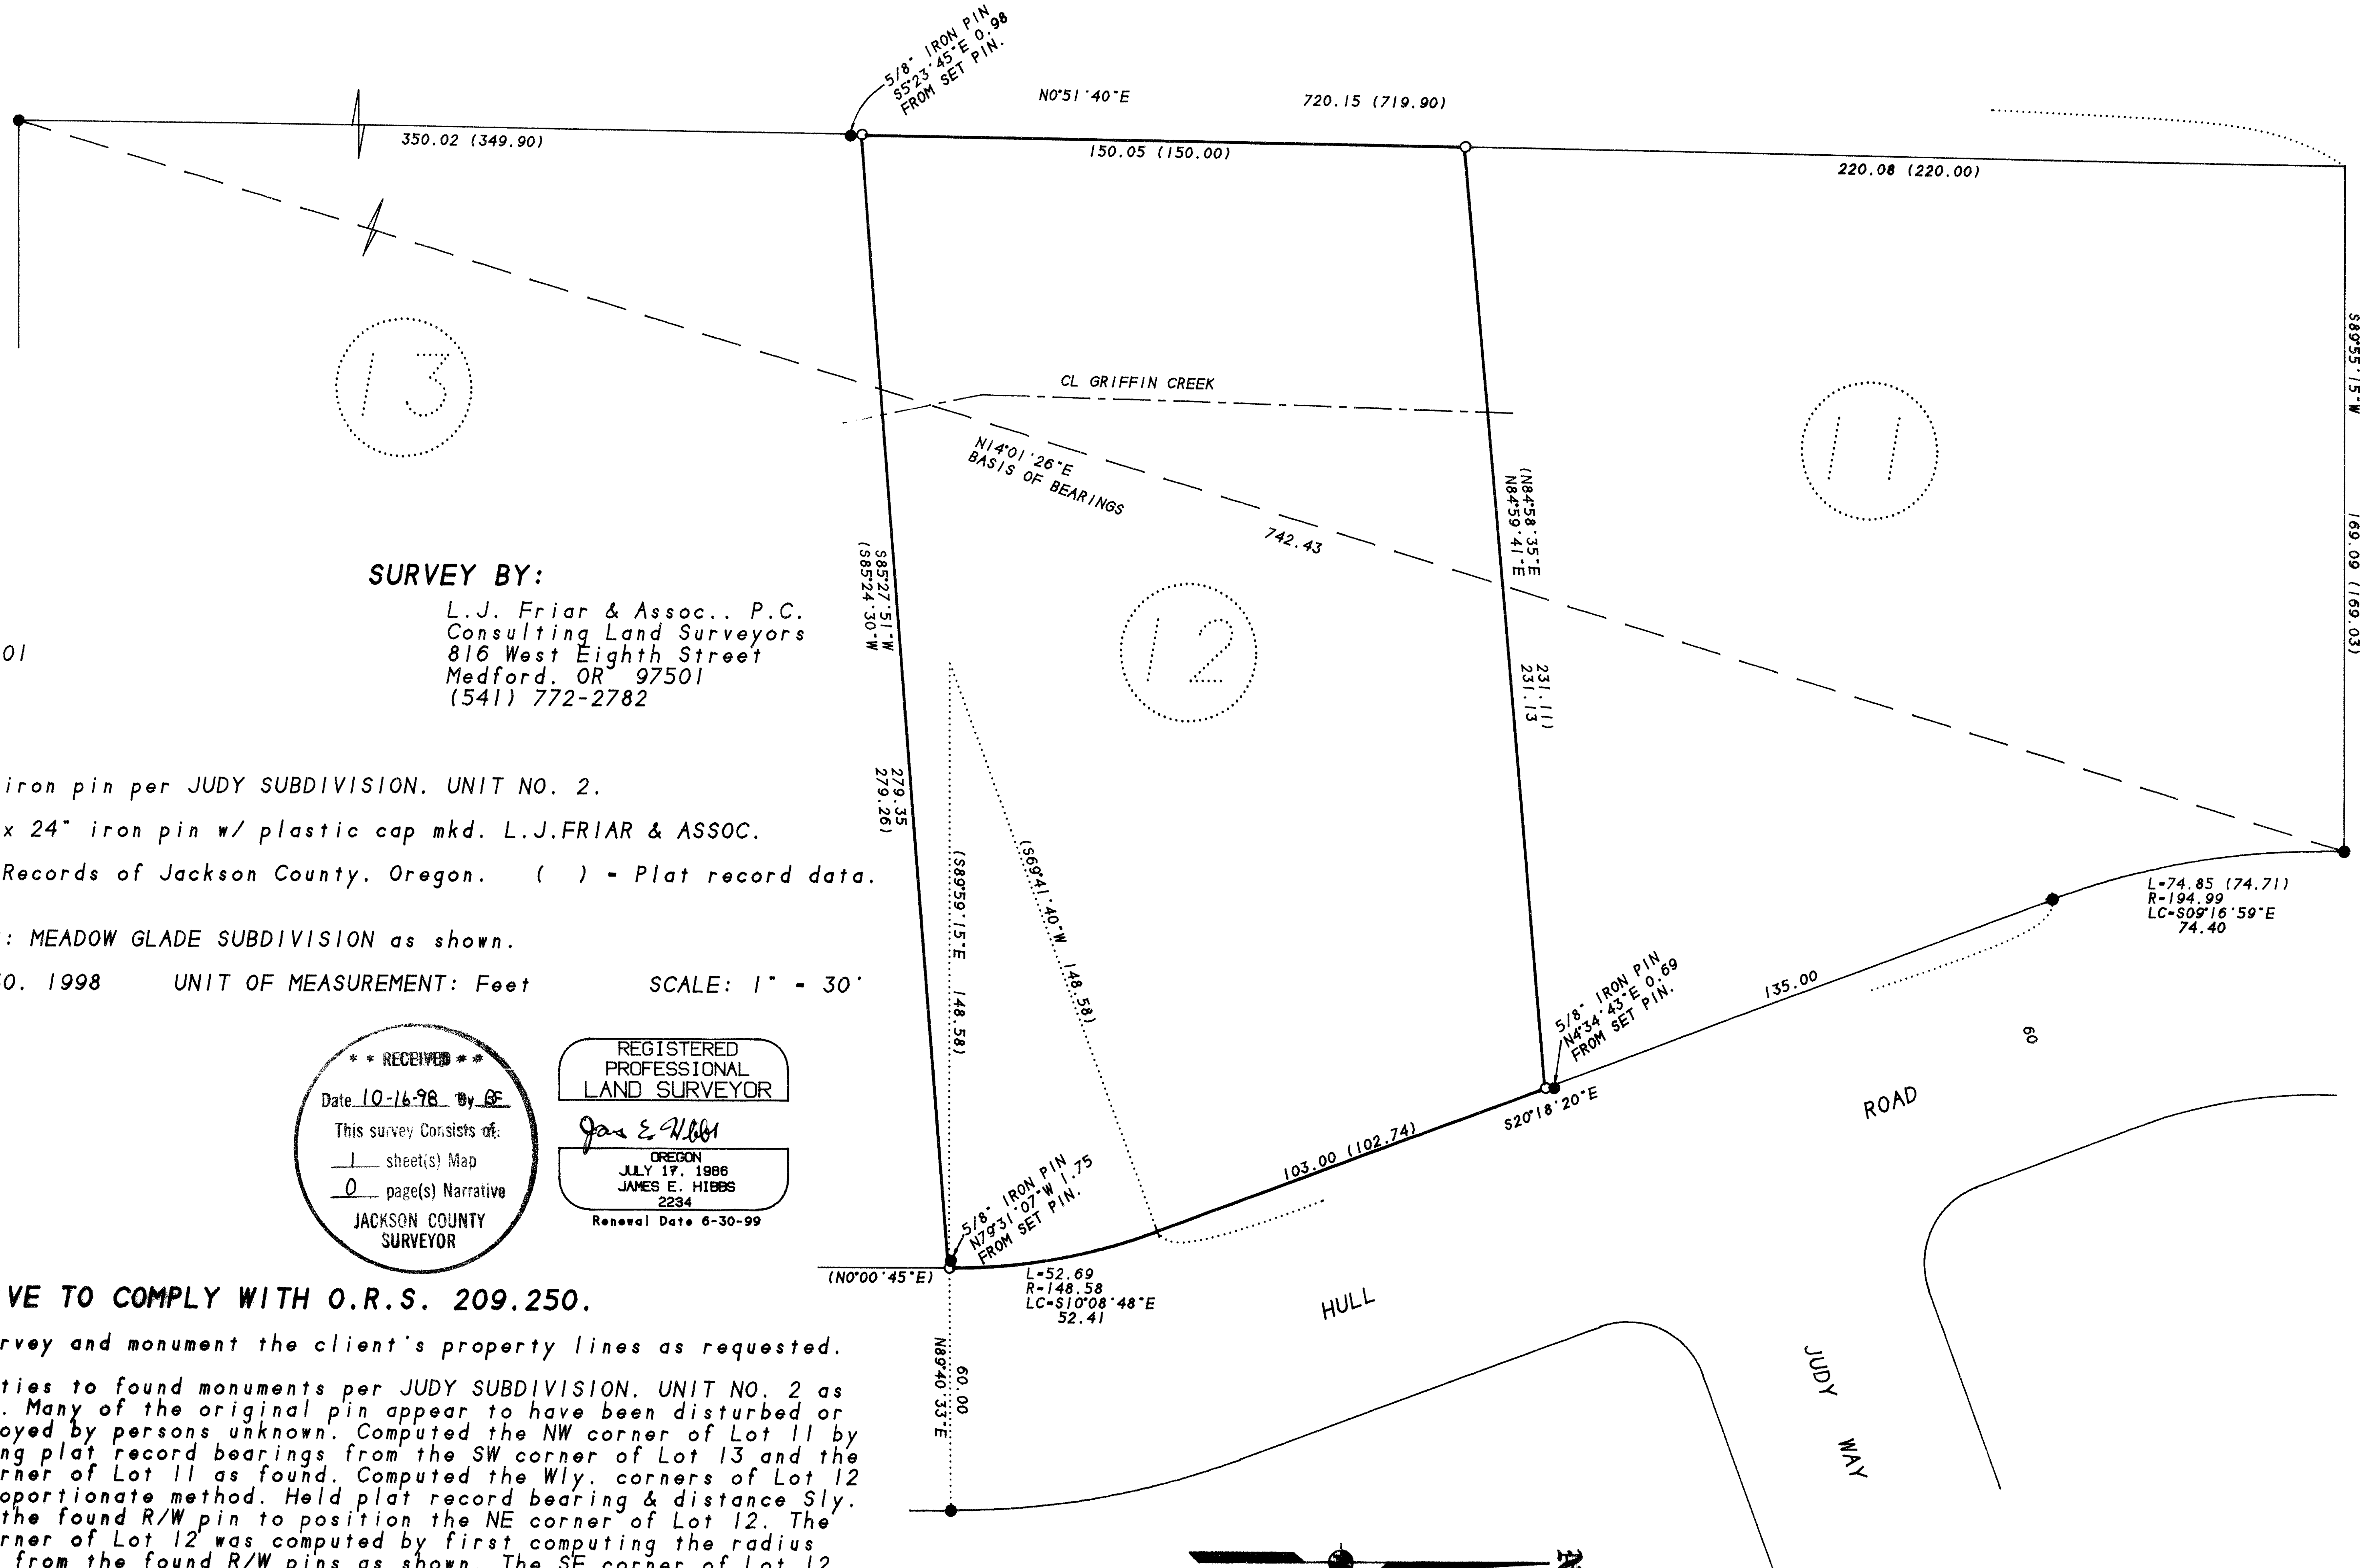 5/8" IRON PIN
S5°23'45"E 0.98
FROM SET PIN.
N0°51'40"E
720.15 (719.90)
350.02 (349.90)
150.05 (150.00)
220.08 (220.00)
S89°55'15"W
169.09 (169.03)
13
CL GRIFFIN CREEK
11
N14°01'26"E
BASIS OF BEARINGS
742.43
(N84°58'35"E
N84°59'41"E
231.11)
231.13
S85°27'51"W
(S85°24'30"W
279.35
279.26)
12
SURVEY BY:
L.J. Friar & Assoc.. P.C.
Consulting Land Surveyors
816 West Eighth Street
Medford. OR 97501
(541) 772-2782
01
iron pin per JUDY SUBDIVISION. UNIT NO. 2.
x 24" iron pin w/ plastic cap mkd. L.J.FRIAR & ASSOC.
Records of Jackson County. Oregon. ( ) = Plat record data.
: MEADOW GLADE SUBDIVISION as shown.
0. 1998 UNIT OF MEASUREMENT: Feet SCALE: 1" = 30'
(S89°59'15"E 148.58)
(S69°41'40"W 148.58)
L=74.85 (74.71)
R=194.99
LC=S09°16'59"E
74.40
5/8" IRON PIN
N4°34'43"E 0.69
FROM SET PIN.
135.00
60
S20°18'20"E
103.00 (102.74)
ROAD
* * RECEIVED * *
Date 10-16-98 By BF
This survey Consists of:
1 sheet(s) Map
0 page(s) Narrative
JACKSON COUNTY
SURVEYOR
REGISTERED
PROFESSIONAL
LAND SURVEYOR
James E. Hibbs
OREGON
JULY 17. 1986
JAMES E. HIBBS
2234
Renewal Date 6-30-99
5/8" IRON PIN
N79°31'07"W 1.75
FROM SET PIN.
(N0°00'45"E)
L=52.69
R=148.58
LC=S10°08'48"E
52.41
HULL
N89°40'33"E
60.00
JUDY
WAY
VE TO COMPLY WITH O.R.S. 209.250.
rvey and monument the client's property lines as requested.
ties to found monuments per JUDY SUBDIVISION. UNIT NO. 2 as
. Many of the original pin appear to have been disturbed or
oyed by persons unknown. Computed the NW corner of Lot 11 by
ng plat record bearings from the SW corner of Lot 13 and the
rner of Lot 11 as found. Computed the Wly. corners of Lot 12
oportionate method. Held plat record bearing & distance Sly.
the found R/W pin to position the NE corner of Lot 12. The
rner of Lot 12 was computed by first computing the radius
from the found R/W pins as shown. The SE corner of Lot 12